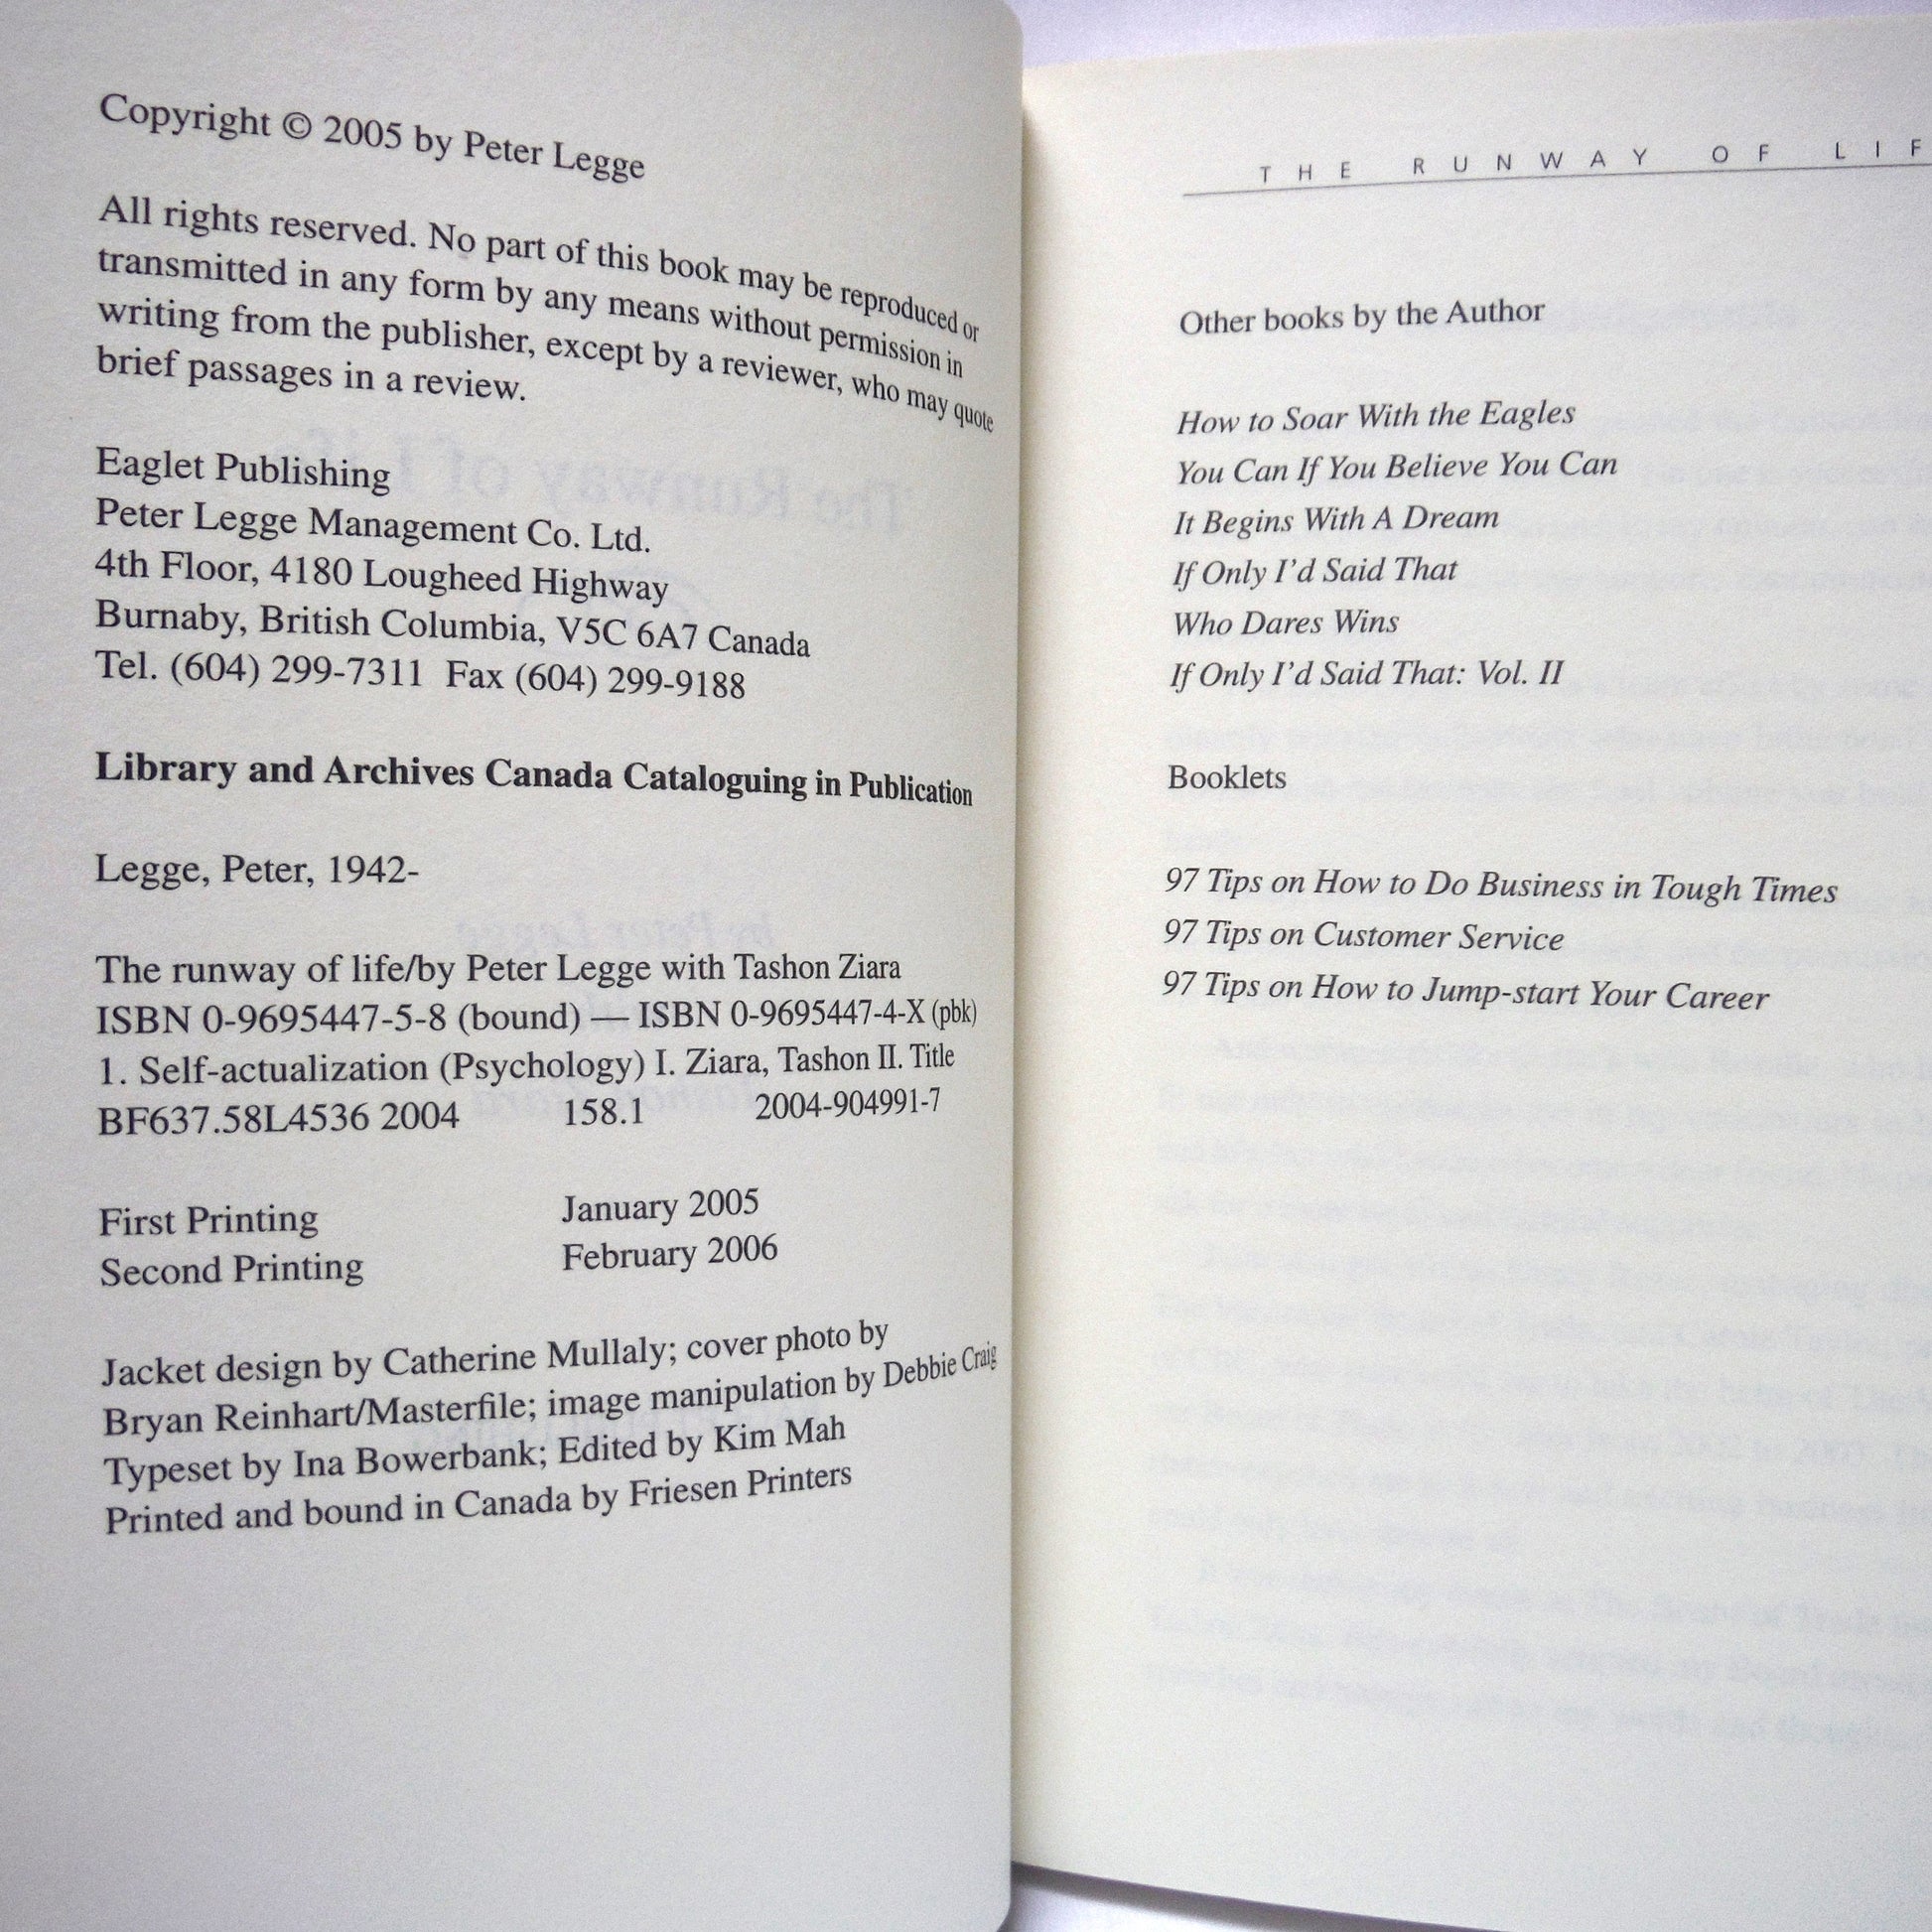 Copyright © 2005 by Peter Legge
All rights reserved. No part of this book may be reproduced or
transmitted in any form by any means without permission in
writing from the publisher, except by a reviewer, who may quote
brief passages in a review.
Eaglet Publishing
Peter Legge Management Co. Ltd.
4th Floor, 4180 Lougheed Highway
Burnaby, British Columbia, V5C 6A7 Canada
Tel. (604) 299-7311 Fax (604) 299-9188
Library and Archives Canada Cataloguing in Publication
Legge, Peter, 1942-
The runway of life/by Peter Legge with Tashon Ziara
ISBN 0-9695447-5-8 (bound) — ISBN 0-9695447-4-X (pbk)
1. Self-actualization (Psychology) I. Ziara, Tashon II. Title
BF637.58L4536 2004 158.1 2004-904991-7
First Printing January 2005
Second Printing February 2006
Jacket design by Catherine Mullaly; cover photo by
Bryan Reinhart/Masterfile; image manipulation by Debbie Craig
Typeset by Ina Bowerbank; Edited by Kim Mah
Printed and bound in Canada by Friesen Printers
THE RUNWAY OF LIF
Other books by the Author
How to Soar With the Eagles
You Can If You Believe You Can
It Begins With A Dream
If Only I'd Said That
Who Dares Wins
If Only I'd Said That: Vol. II
Booklets
97 Tips on How to Do Business in Tough Times
97 Tips on Customer Service
97 Tips on How to Jump-start Your Career